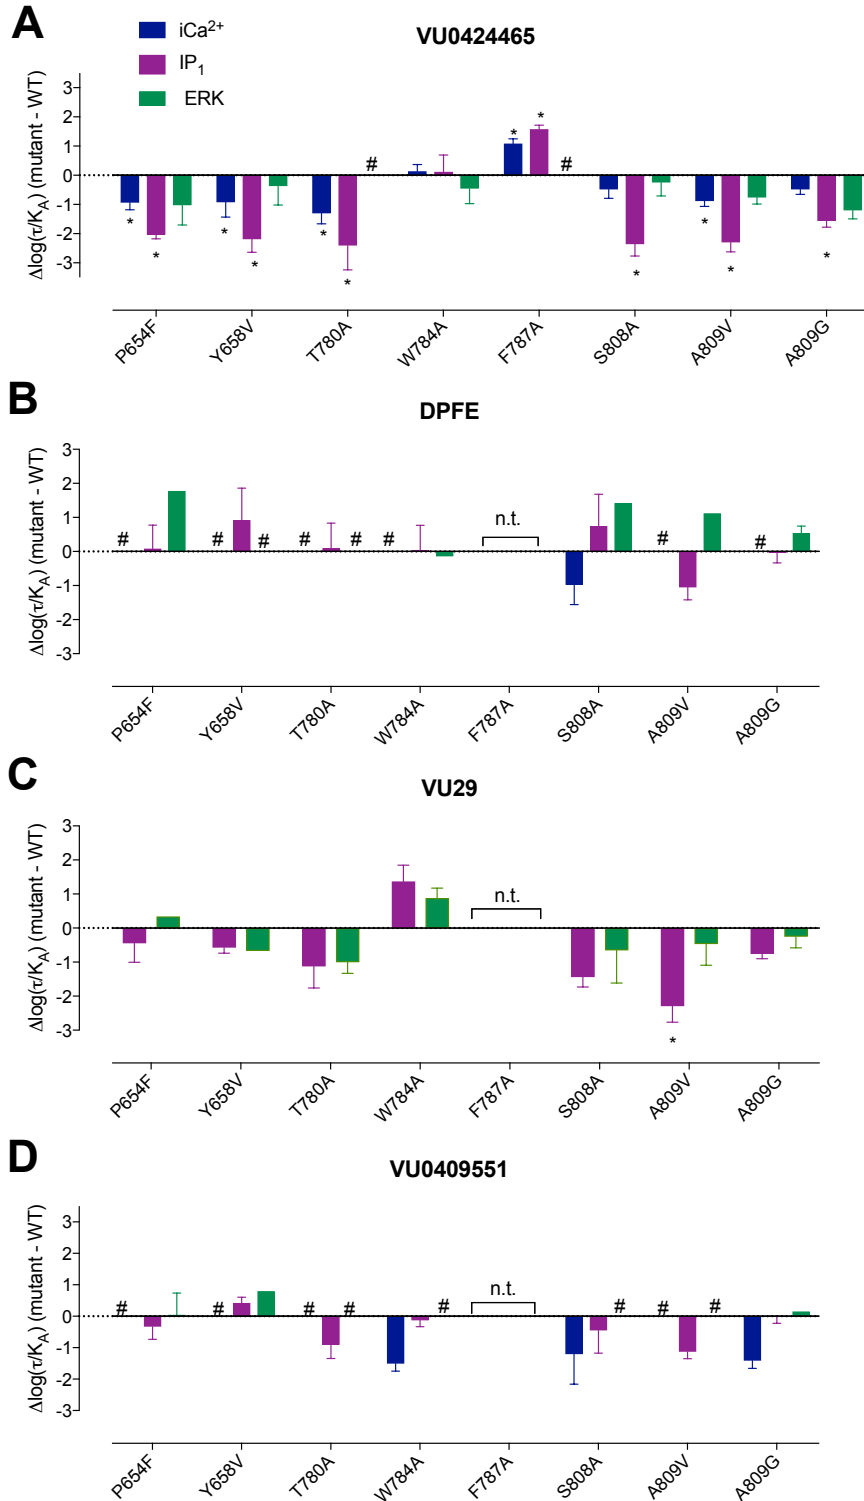 A
iCa²⁺
IP₁
ERK
VU0424465
Δlog(τ/K_A) (mutant - WT)
3
2
1
0
-1
-2
-3
* * # * * # * * * * * * * *
P654F Y658V T780A W784A F787A S808A A809V A809G
B
DPFE
Δlog(τ/K_A) (mutant - WT)
3
2
1
0
-1
-2
-3
# # # # # # n.t. # #
P654F Y658V T780A W784A F787A S808A A809V A809G
C
VU29
Δlog(τ/K_A) (mutant - WT)
3
2
1
0
-1
-2
-3
n.t.
*
P654F Y658V T780A W784A F787A S808A A809V A809G
D
VU0409551
Δlog(τ/K_A) (mutant - WT)
3
2
1
0
-1
-2
-3
# # # # # n.t. # # #
P654F Y658V T780A W784A F787A S808A A809V A809G